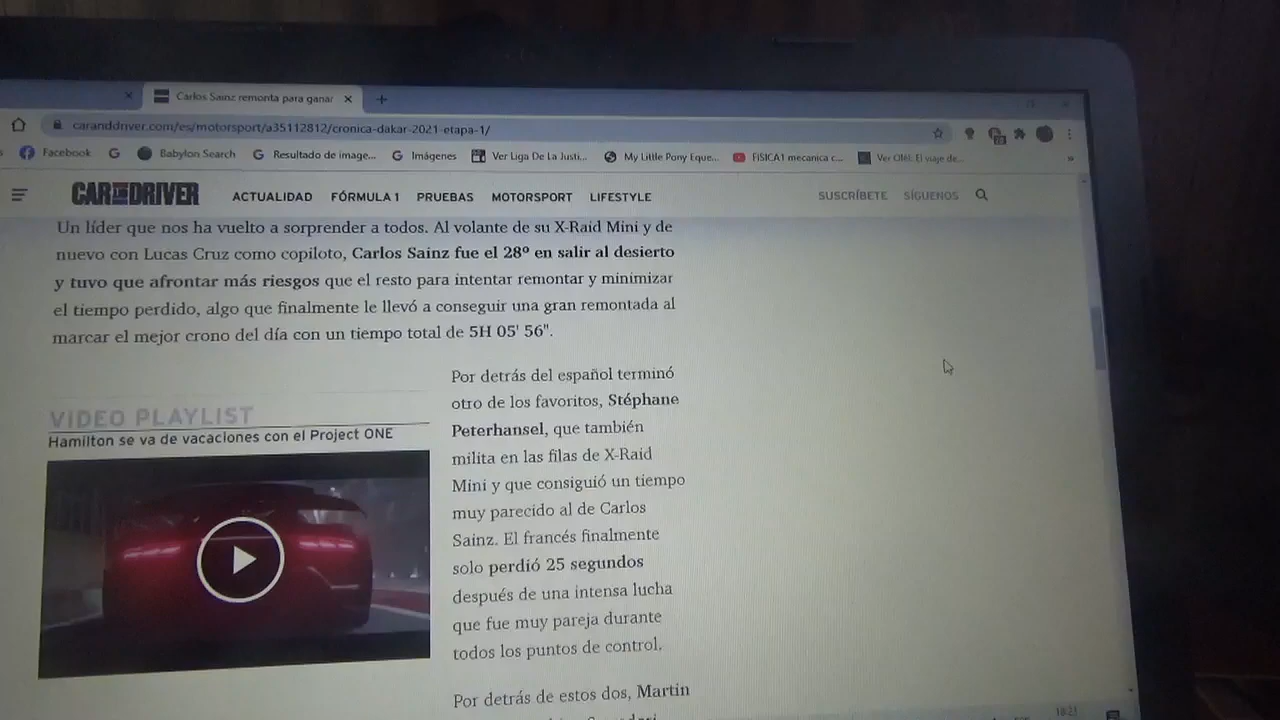 Carlos Sainz remonta para ganar
caranddriver.com/es/motorsport/a35112812/cronica-dakar-2021-etapa-1/
Facebook
Babylon Search
Resultado de image...
Imágenes
Ver Liga De La Justi...
My Little Pony Eque...
FISICA1 mecanica c...
Ver Olé!: El viaje de...
CAR AND DRIVER
ACTUALIDAD FÓRMULA 1 PRUEBAS MOTORSPORT LIFESTYLE
SUSCRÍBETE SÍGUENOS
Un líder que nos ha vuelto a sorprender a todos. Al volante de su X-Raid Mini y de
nuevo con Lucas Cruz como copiloto, Carlos Sainz fue el 28º en salir al desierto
y tuvo que afrontar más riesgos que el resto para intentar remontar y minimizar
el tiempo perdido, algo que finalmente le llevó a conseguir una gran remontada al
marcar el mejor crono del día con un tiempo total de 5H 05' 56".
VIDEO PLAYLIST
Hamilton se va de vacaciones con el Project ONE
Por detrás del español terminó
otro de los favoritos, Stéphane
Peterhansel, que también
milita en las filas de X-Raid
Mini y que consiguió un tiempo
muy parecido al de Carlos
Sainz. El francés finalmente
solo perdió 25 segundos
después de una intensa lucha
que fue muy pareja durante
todos los puntos de control.
Por detrás de estos dos, Martin
18:21